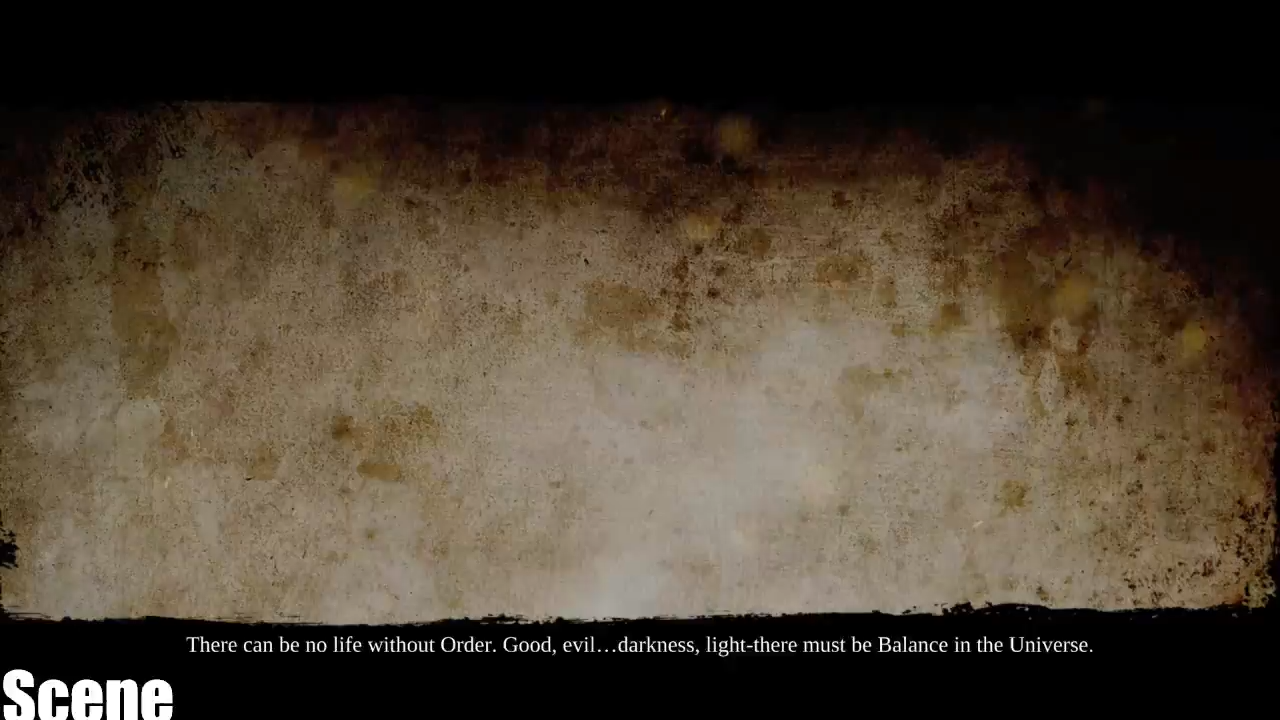 There can be no life without Order. Good, evil…darkness, light-there must be Balance in the Universe.
Scene